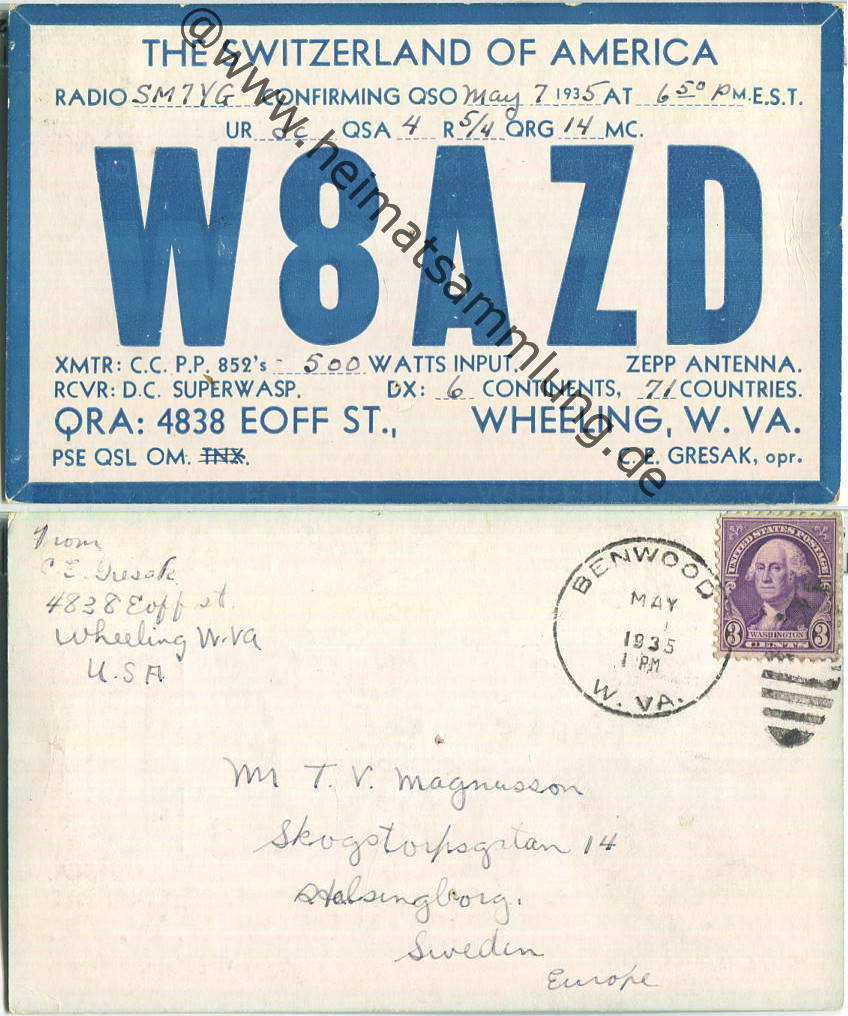 THE SWITZERLAND OF AMERICA
RADIO SM7YG CONFIRMING QSO May 7 1935 AT 6 50 P M. E.S.T.
UR QSA 4 R 5/4 QRG 14 MC.
W8AZD
XMTR: C.C. P.P. 852's - 500 WATTS INPUT. ZEPP ANTENNA.
RCVR: D.C. SUPERWASP. DX: 6 CONTINENTS, 71 COUNTRIES.
QRA: 4838 EOFF ST., WHEELING, W. VA.
PSE QSL OM. TNX. C. E. GRESAK, opr.
@www.heimatsammlung.de
From
C. E. Gresak
4838 Eoff st.
Wheeling W. Va
U.S A
BENWOOD
MAY
1935
1 PM
W. VA.
UNITED STATES POSTAGE
3 WASHINGTON 3
CENTS
Mr T. V. Magnusson
Skogstorpsgatan 14
Helsingborg.
Sweden
Europe